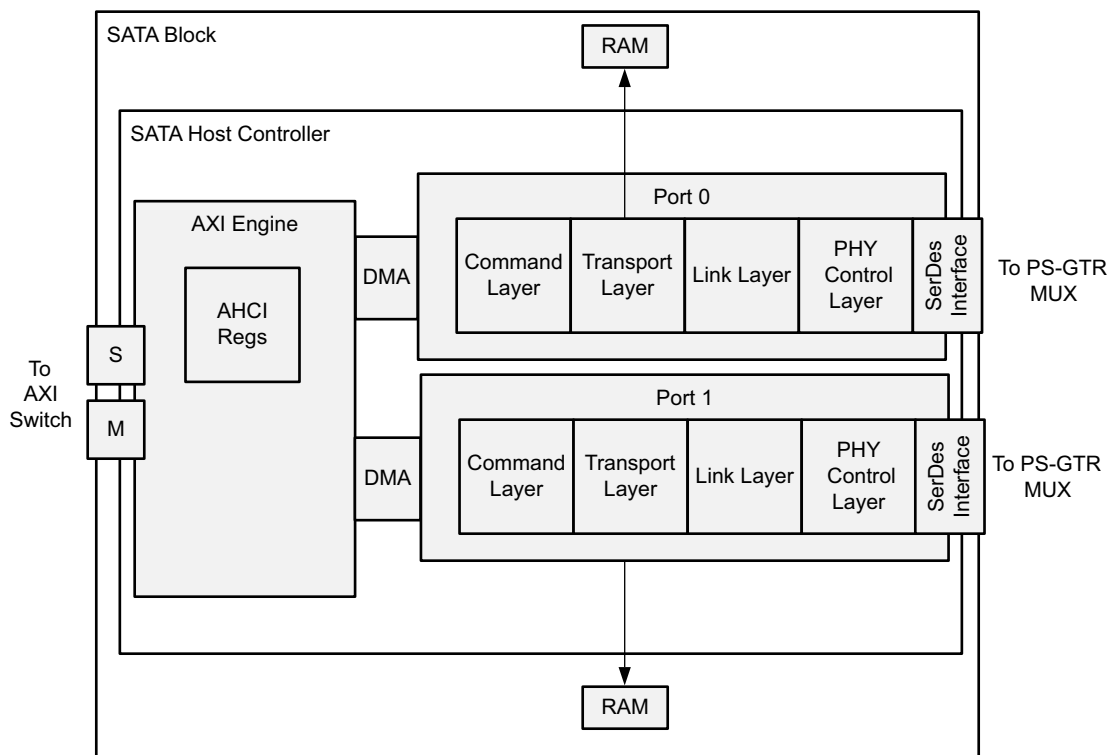 SATA Block
RAM
SATA Host Controller
Port 0
AXI Engine
DMA
Command
Layer
Transport
Layer
Link Layer
PHY
Control
Layer
SerDes
Interface
To PS-GTR
MUX
AHCI
Regs
S
To
AXI
Switch
M
Port 1
DMA
Command
Layer
Transport
Layer
Link Layer
PHY
Control
Layer
SerDes
Interface
To PS-GTR
MUX
RAM